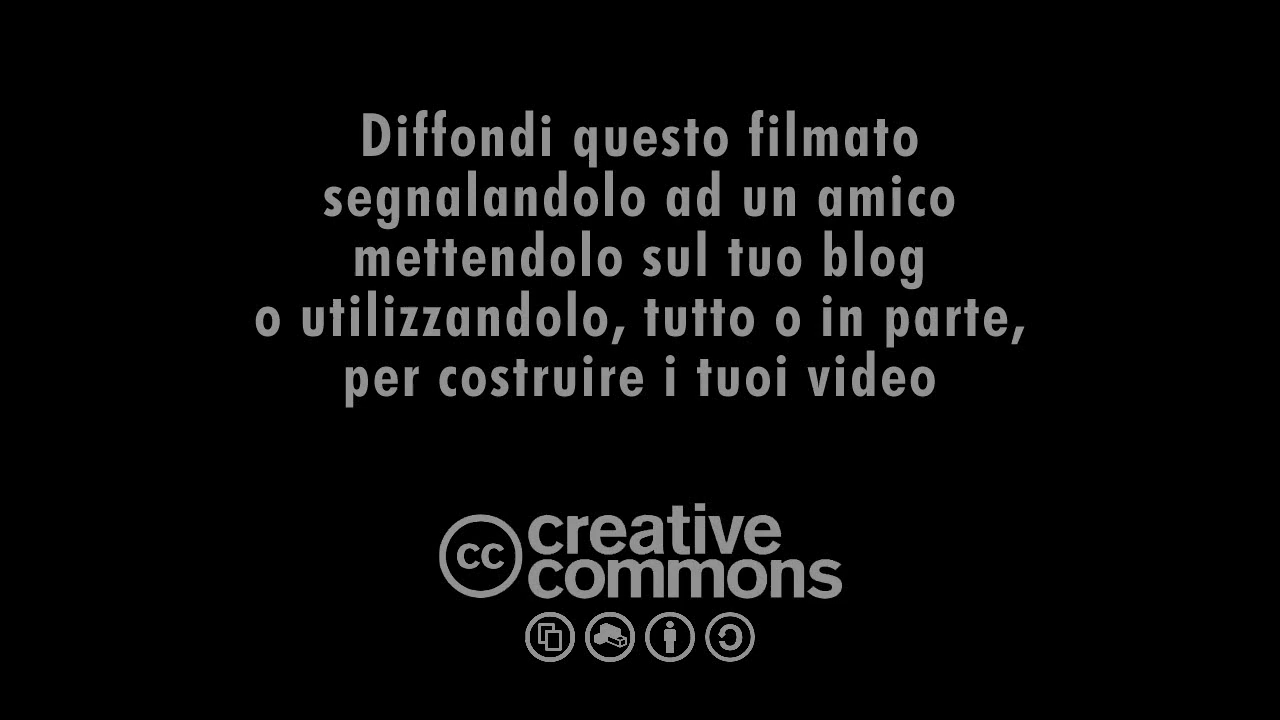 Diffondi questo filmato
segnalandolo ad un amico
mettendolo sul tuo blog
o utilizzandolo, tutto o in parte,
per costruire i tuoi video
cc creative
commons